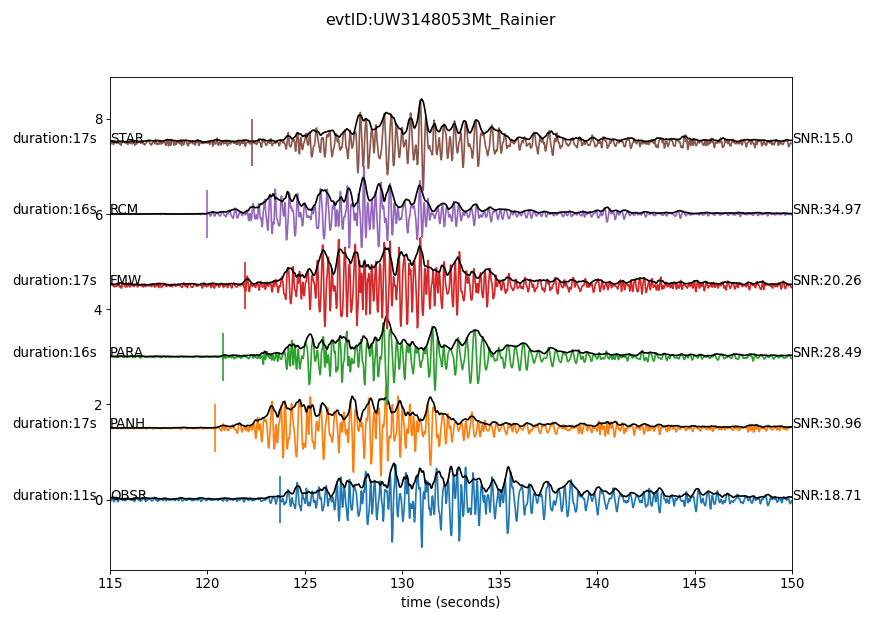 evtID:UW3148053Mt_Rainier
8
duration:17s STAR SNR:15.0
duration:16s RCM SNR:34.97
6
duration:17s FMW SNR:20.26
4
duration:16s PARA SNR:28.49
2
duration:17s PANH SNR:30.96
duration:11s OBSR SNR:18.71
0
115 120 125 130 135 140 145 150
time (seconds)